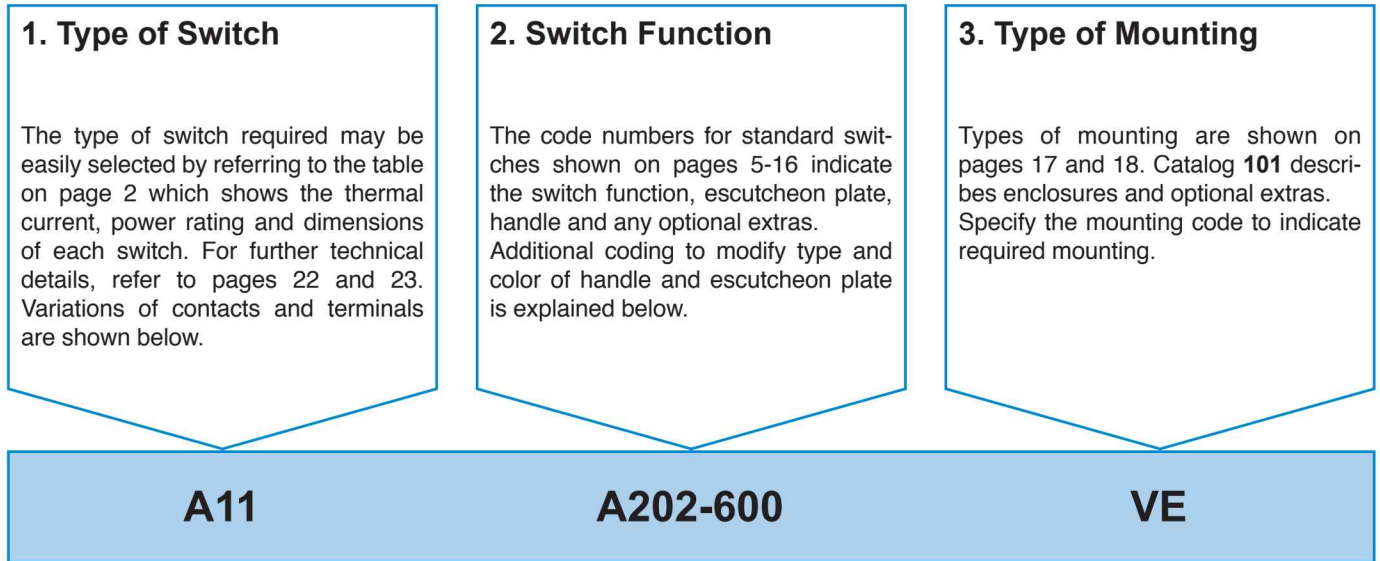 1. Type of Switch
The type of switch required may be
easily selected by referring to the table
on page 2 which shows the thermal
current, power rating and dimensions
of each switch. For further technical
details, refer to pages 22 and 23.
Variations of contacts and terminals
are shown below.
2. Switch Function
The code numbers for standard swit-
ches shown on pages 5-16 indicate
the switch function, escutcheon plate,
handle and any optional extras.
Additional coding to modify type and
color of handle and escutcheon plate
is explained below.
3. Type of Mounting
Types of mounting are shown on
pages 17 and 18. Catalog 101 descri-
bes enclosures and optional extras.
Specify the mounting code to indicate
required mounting.
A11
A202-600
VE